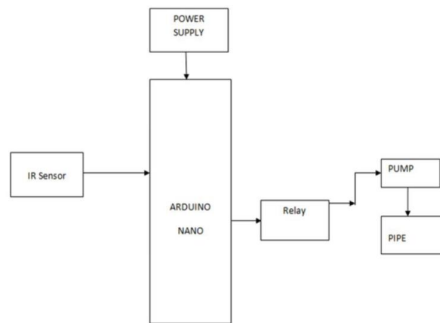 POWER
SUPPLY
IR Sensor
ARDUINO
NANO
Relay
PUMP
PIPE